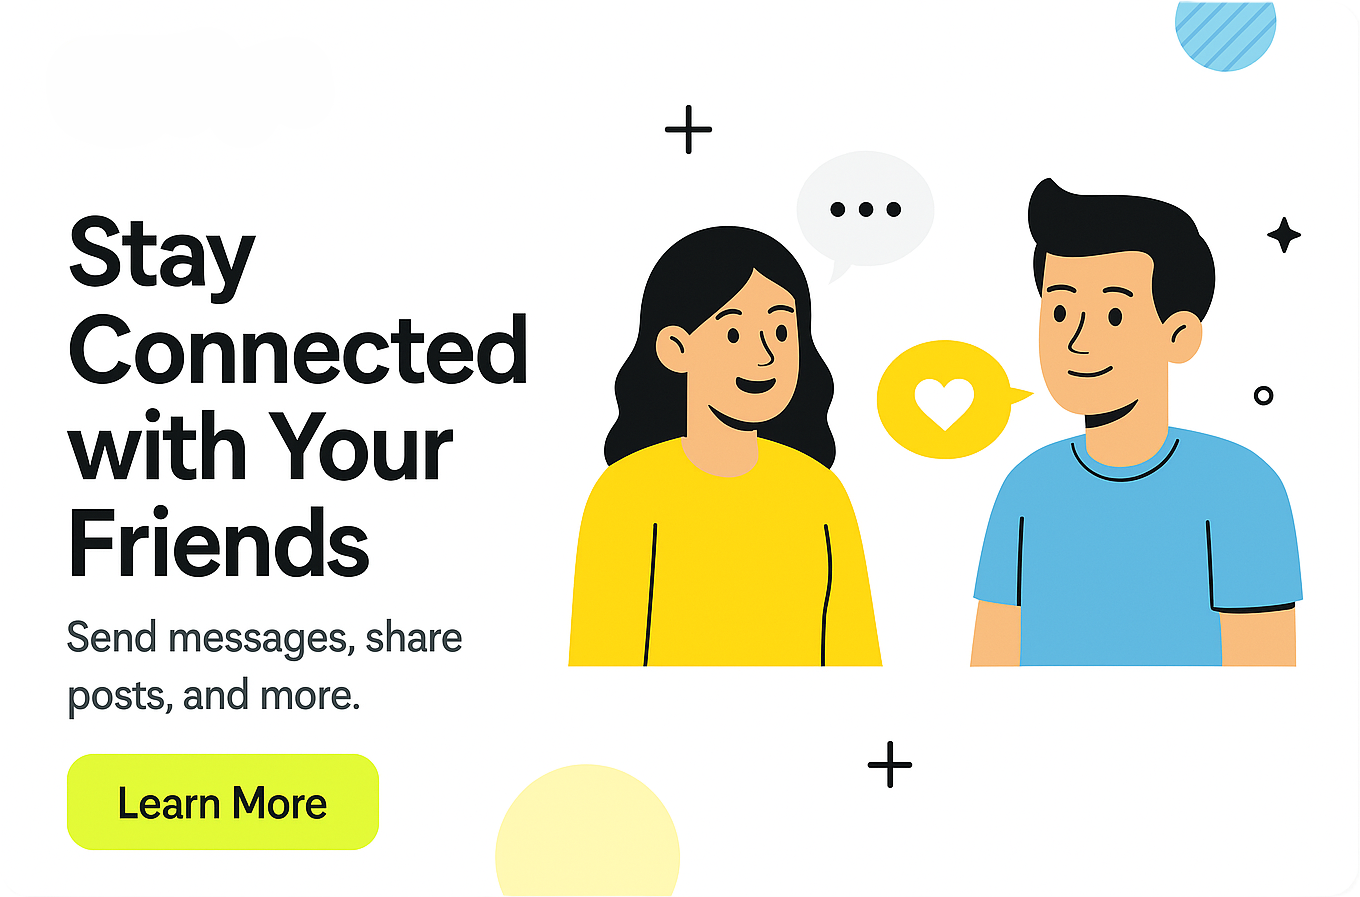 Stay
Connected
with Your
Friends
Send messages, share
posts, and more.
Learn More